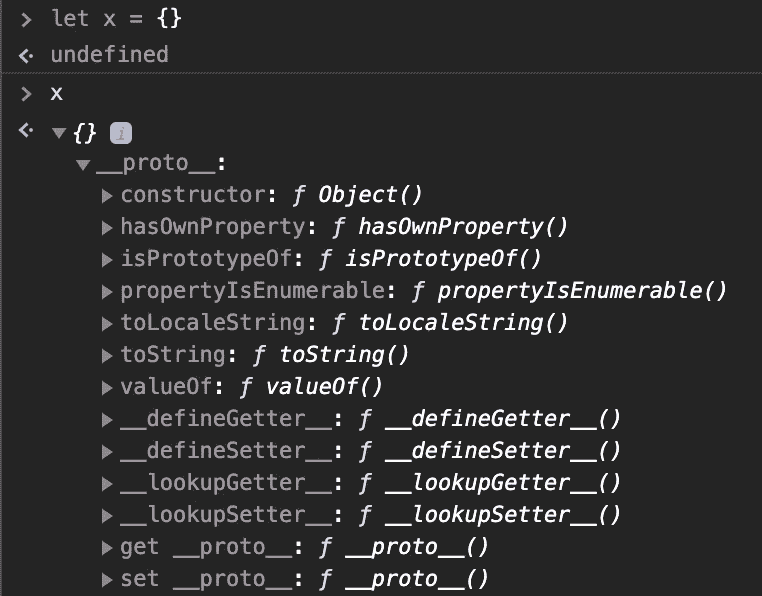 > let x = {}
undefined
> x
{} i
__proto__:
constructor: ƒ Object()
hasOwnProperty: ƒ hasOwnProperty()
isPrototypeOf: ƒ isPrototypeOf()
propertyIsEnumerable: ƒ propertyIsEnumerable()
toLocaleString: ƒ toLocaleString()
toString: ƒ toString()
valueOf: ƒ valueOf()
__defineGetter__: ƒ __defineGetter__()
__defineSetter__: ƒ __defineSetter__()
__lookupGetter__: ƒ __lookupGetter__()
__lookupSetter__: ƒ __lookupSetter__()
get __proto__: ƒ __proto__()
set __proto__: ƒ __proto__()